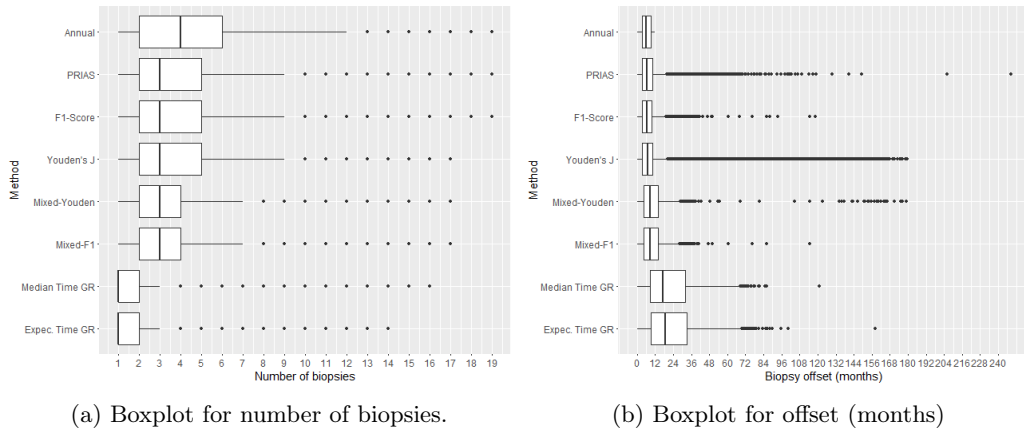 Method
Annual
PRIAS
F1-Score
Youden's J
Mixed-Youden
Mixed-F1
Median Time GR
Expec. Time GR
1 2 3 4 5 6 7 8 9 10 11 12 13 14 15 16 17 18 19
Number of biopsies
(a) Boxplot for number of biopsies.
Method
Annual
PRIAS
F1-Score
Youden's J
Mixed-Youden
Mixed-F1
Median Time GR
Expec. Time GR
0 12 24 36 48 60 72 84 96 108 120 132 144 156 168 180 192 204 216 228 240
Biopsy offset (months)
(b) Boxplot for offset (months)